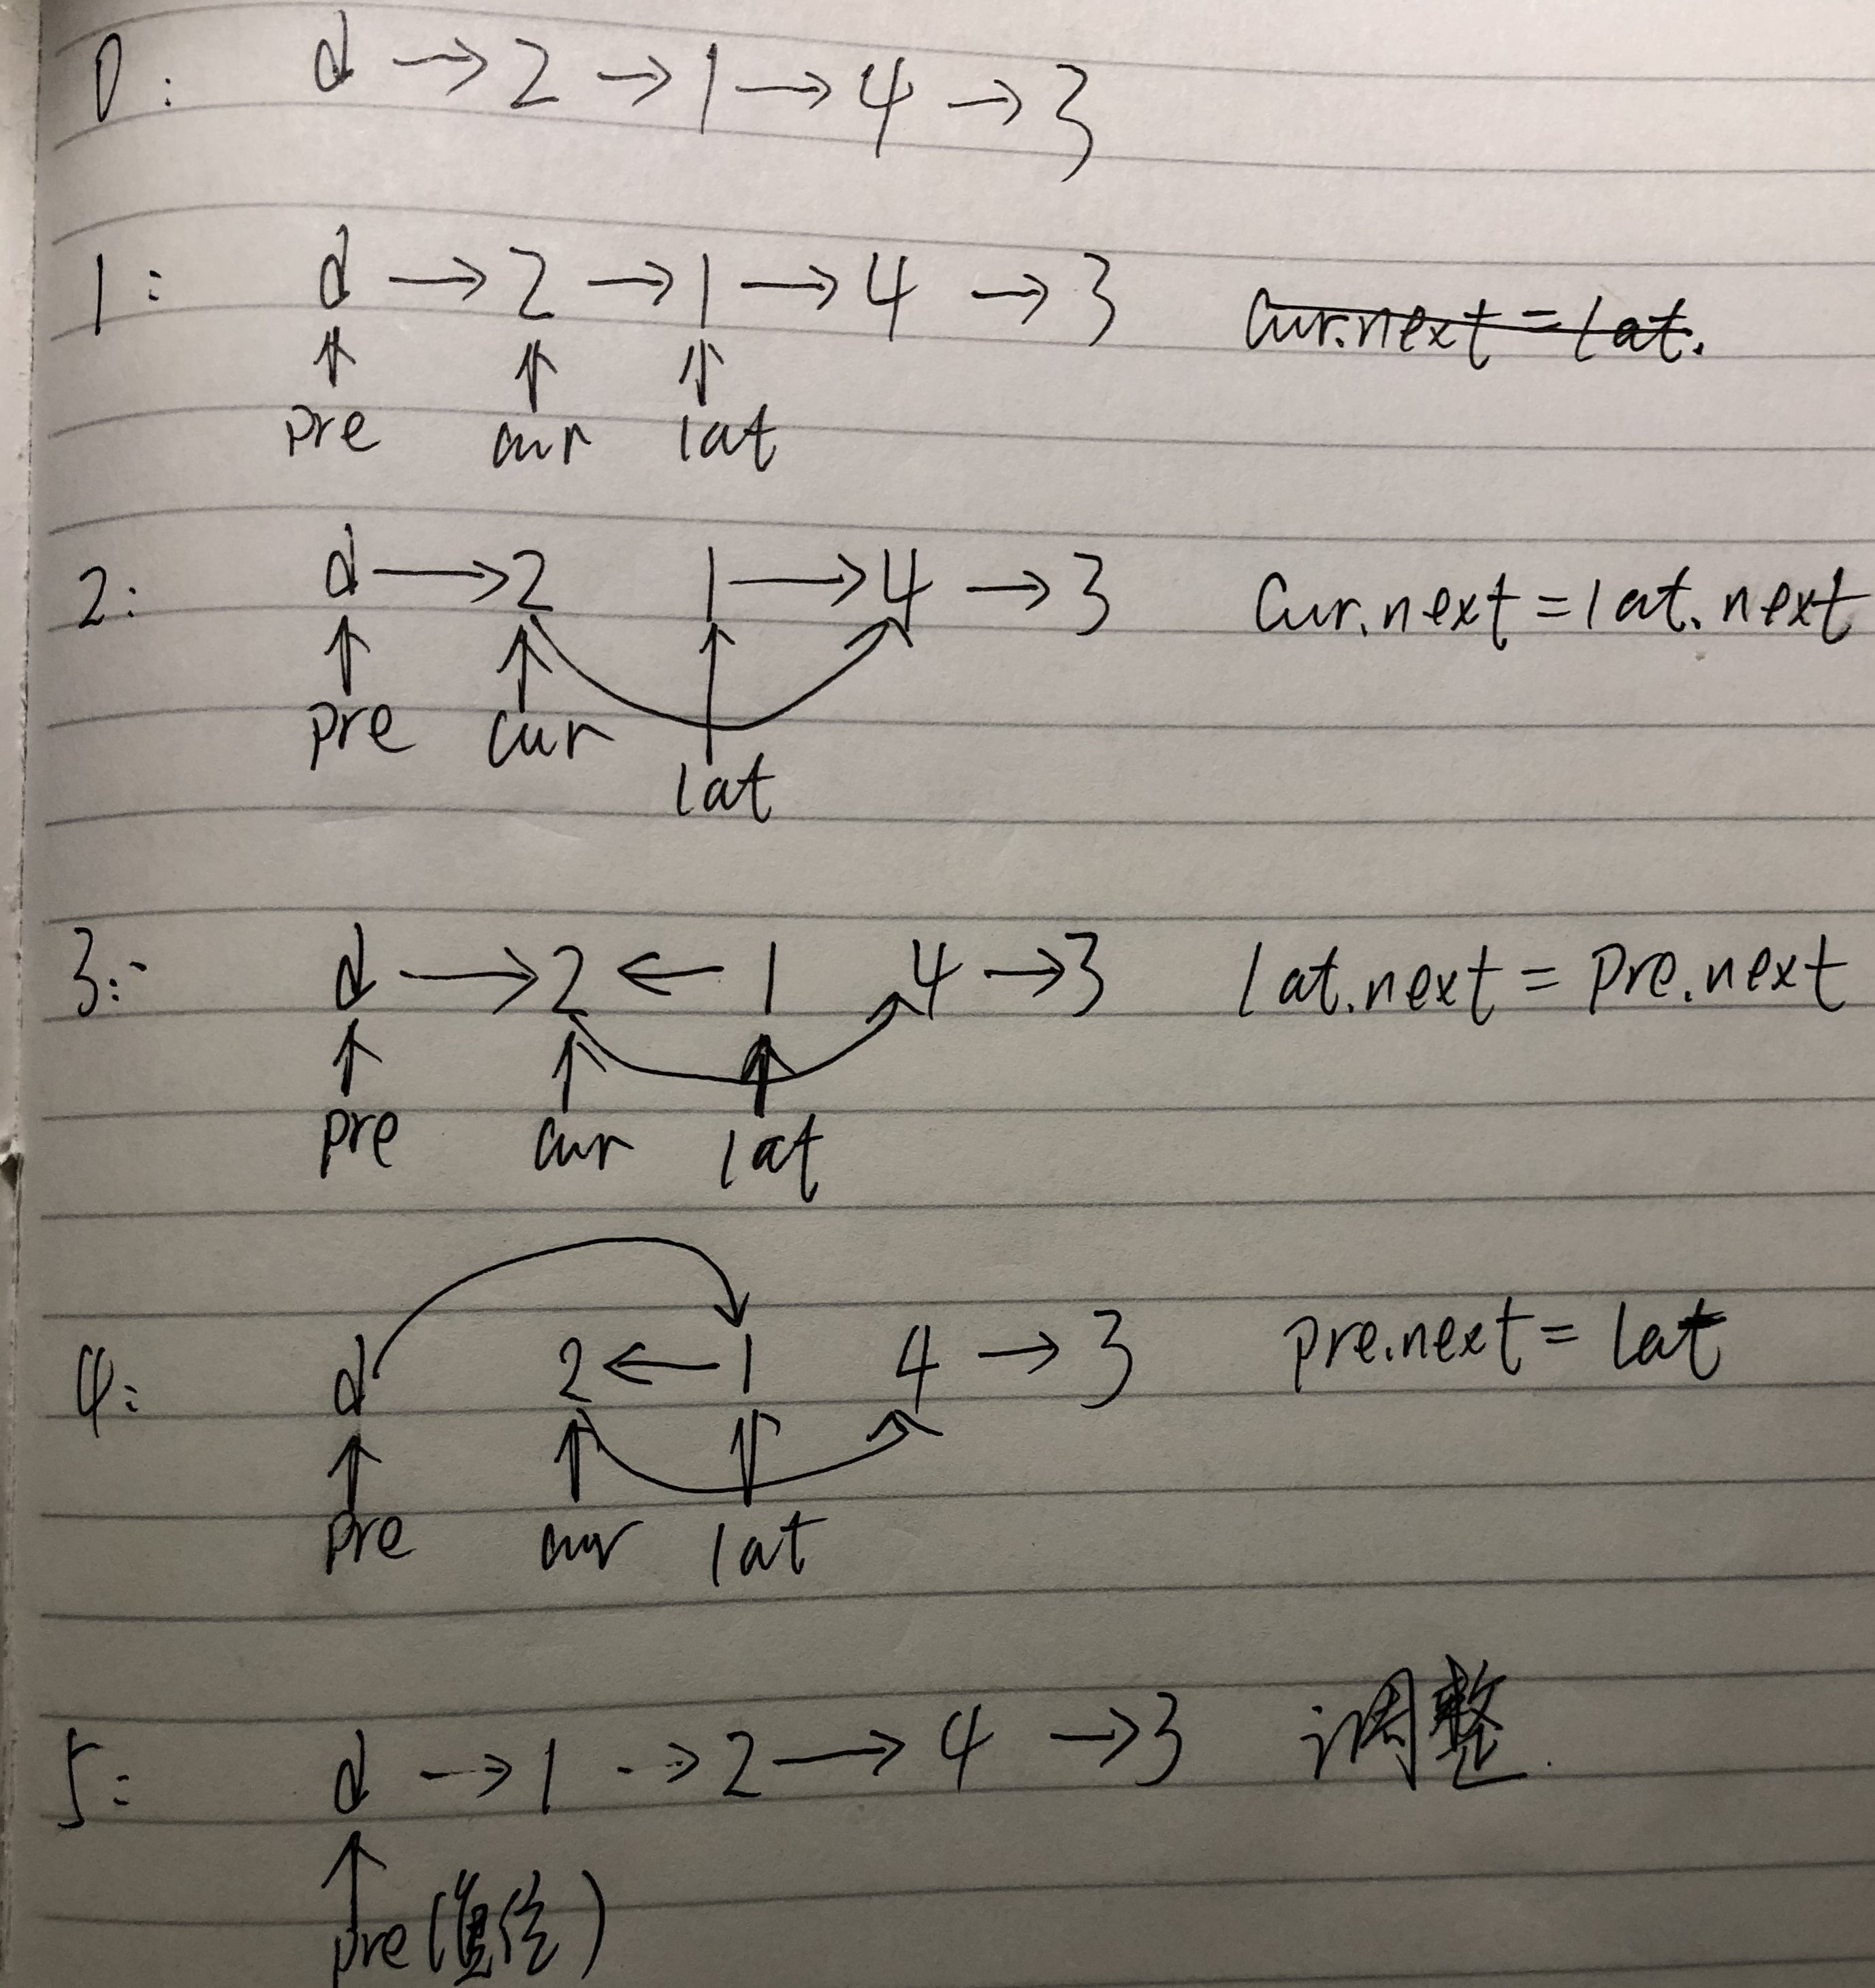 0: d → 2 → 1 → 4 → 3
1: d → 2 → 1 → 4 → 3 cur.next = lat.
pre cur lat
2: d → 2 1 → 4 → 3 cur.next = lat.next
pre cur
lat
3: d → 2 ← 1 4 → 3 lat.next = pre.next
pre cur lat
4: d 2 ← 1 4 → 3 pre.next = lat
pre cur lat
5: d → 1 → 2 → 4 → 3 调整.
pre(复位)